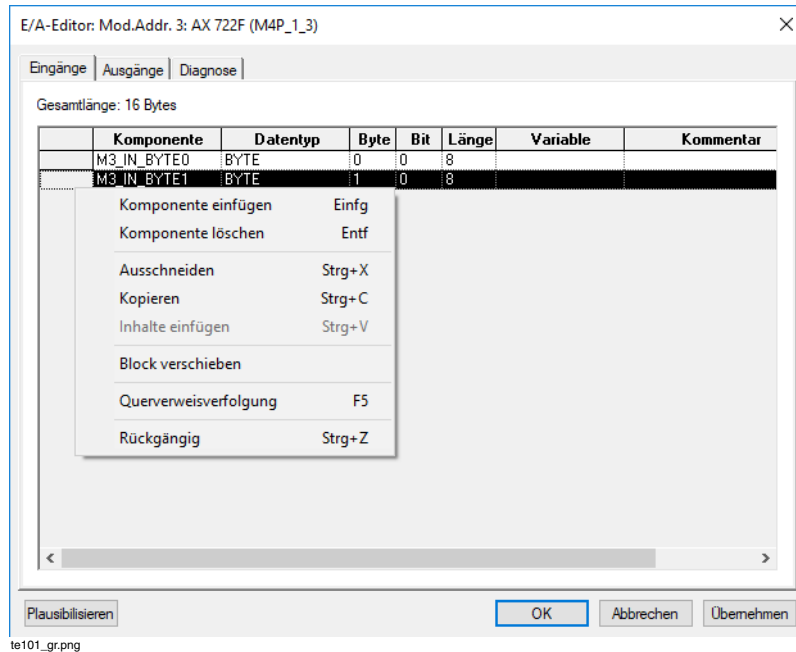 E/A-Editor: Mod.Addr. 3: AX 722F (M4P_1_3)
Eingänge Ausgänge Diagnose
Gesamtlänge: 16 Bytes
Komponente Datentyp Byte Bit Länge Variable Kommentar
M3_IN_BYTE0 BYTE 0 0 8
M3_IN_BYTE1 BYTE 1 0 8
Komponente einfügen Einfg
Komponente löschen Entf
Ausschneiden Strg+X
Kopieren Strg+C
Inhalte einfügen Strg+V
Block verschieben
Querverweisverfolgung F5
Rückgängig Strg+Z
Plausibilisieren OK Abbrechen Übernehmen
te101_gr.png